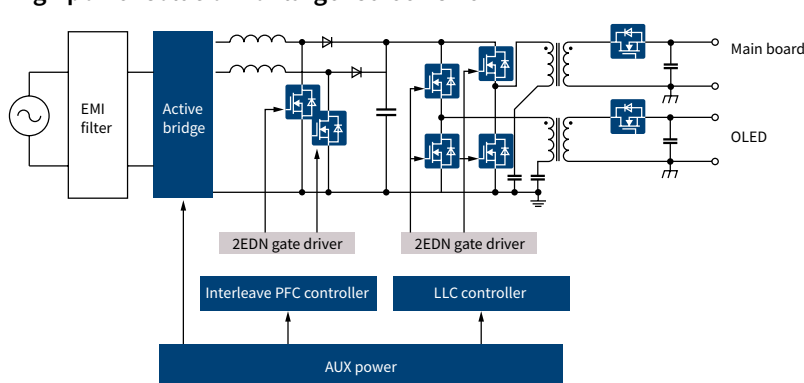 Main board
EMI
filter
Active
bridge
OLED
2EDN gate driver
2EDN gate driver
Interleave PFC controller
LLC controller
AUX power